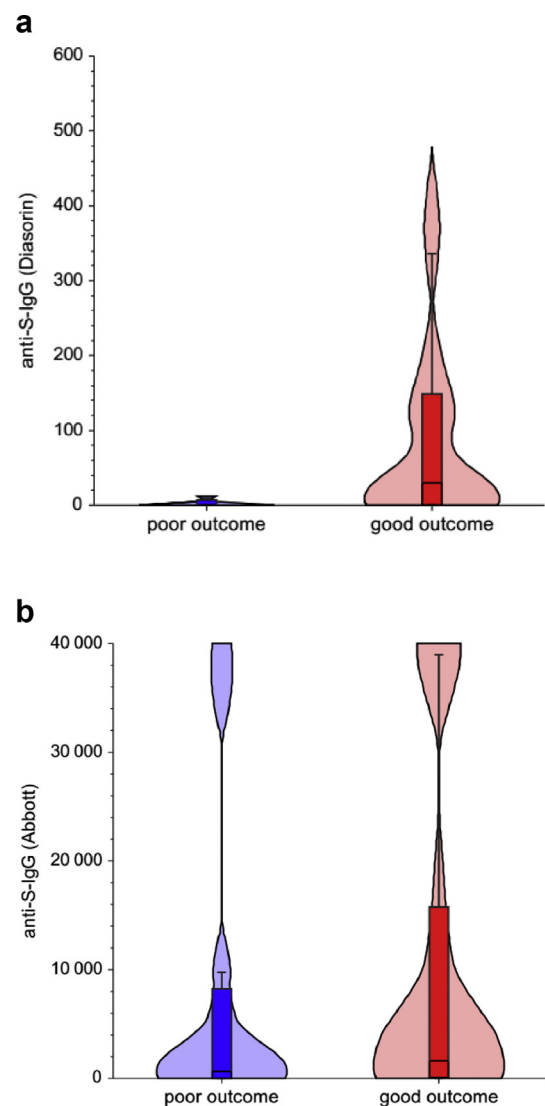 a
600
500
400
300
200
100
0
anti-S-IgG (Diasorin)
poor outcome good outcome
b
40 000
30 000
20 000
10 000
0
anti-S-IgG (Abbott)
poor outcome good outcome